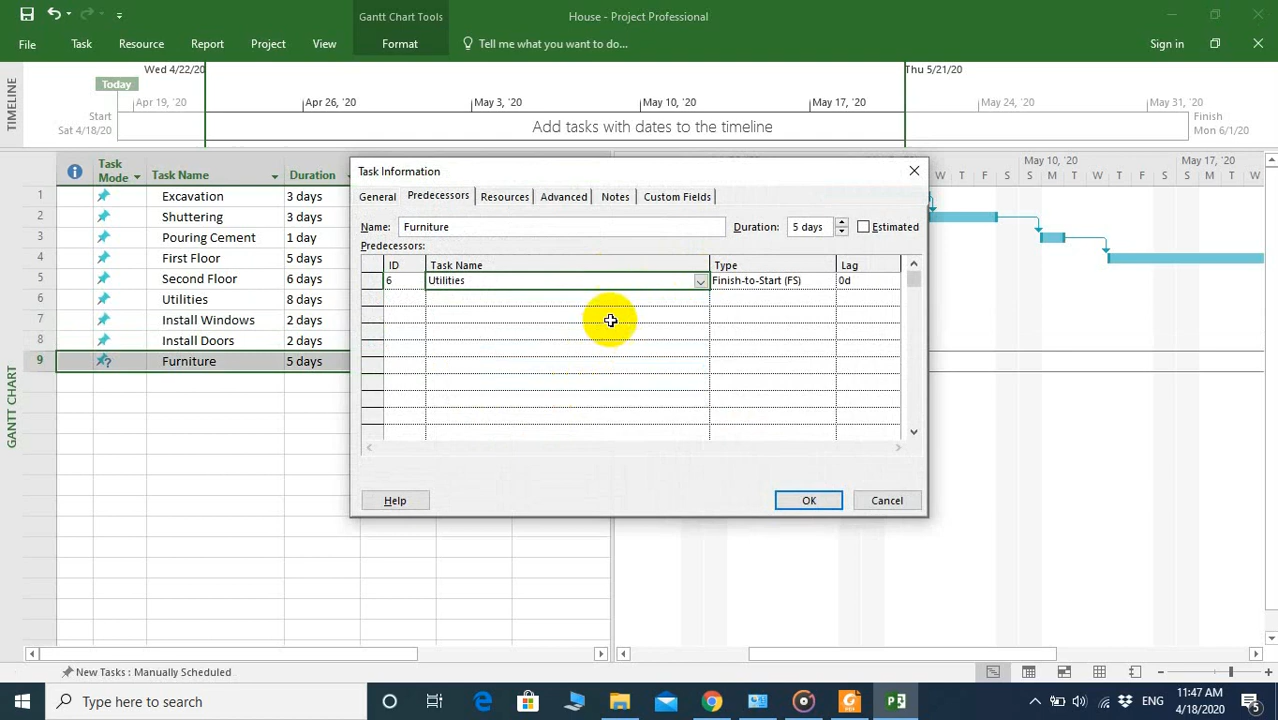 Gantt Chart Tools
House - Project Professional
File
Task
Resource
Report
Project
View
Format
Tell me what you want to do...
Sign in
TIMELINE
Wed 4/22/20
Thu 5/21/20
Today
Apr 19, '20
Apr 26, '20
May 3, '20
May 10, '20
May 17, '20
May 24, '20
May 31, '20
Start
Sat 4/18/20
Add tasks with dates to the timeline
Finish
Mon 6/1/20
GANTT CHART
Task Mode
Task Name
Duration
1 Excavation 3 days
2 Shuttering 3 days
3 Pouring Cement 1 day
4 First Floor 5 days
5 Second Floor 6 days
6 Utilities 8 days
7 Install Windows 2 days
8 Install Doors 2 days
9 Furniture 5 days
May 10, '20
May 17, '20
W T F S S M T W T F S S M T W
Task Information
General
Predecessors
Resources
Advanced
Notes
Custom Fields
Name: Furniture
Duration: 5 days
Estimated
Predecessors:
ID Task Name Type Lag
6 Utilities Finish-to-Start (FS) 0d
Help
OK
Cancel
New Tasks : Manually Scheduled
Type here to search
ENG
11:47 AM
4/18/2020
5